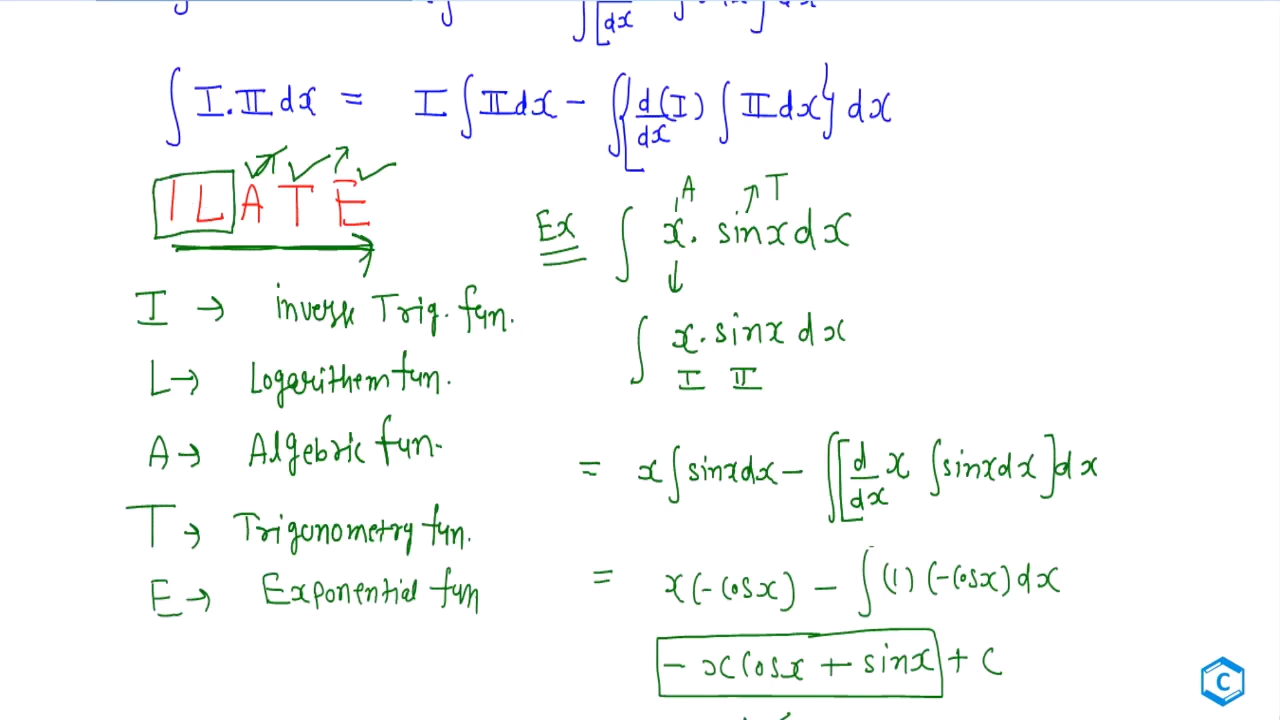 ∫ I. II dx = I ∫ II dx - ∫{ d(I)/dx ∫ II dx} dx
I L A T E
A T
Ex ∫ x. sinx dx
I → inverse Trig. fun.
∫ x. sinx dx
I II
L → Logarithem fun.
A → Algebric fun.
= x ∫ sinx dx - ∫[ d/dx x ∫ sinx dx] dx
T → Trigonometry fun.
E → Exponential fun
= x(-cosx) - ∫ (1) (-cosx) dx
- x cosx + sinx + c
C